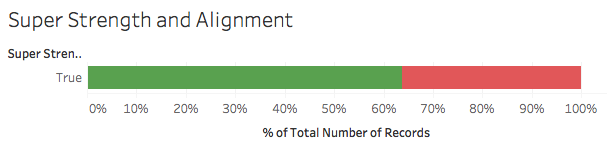 Super Strength and Alignment
Super Stren..
True
0% 10% 20% 30% 40% 50% 60% 70% 80% 90% 100%
% of Total Number of Records